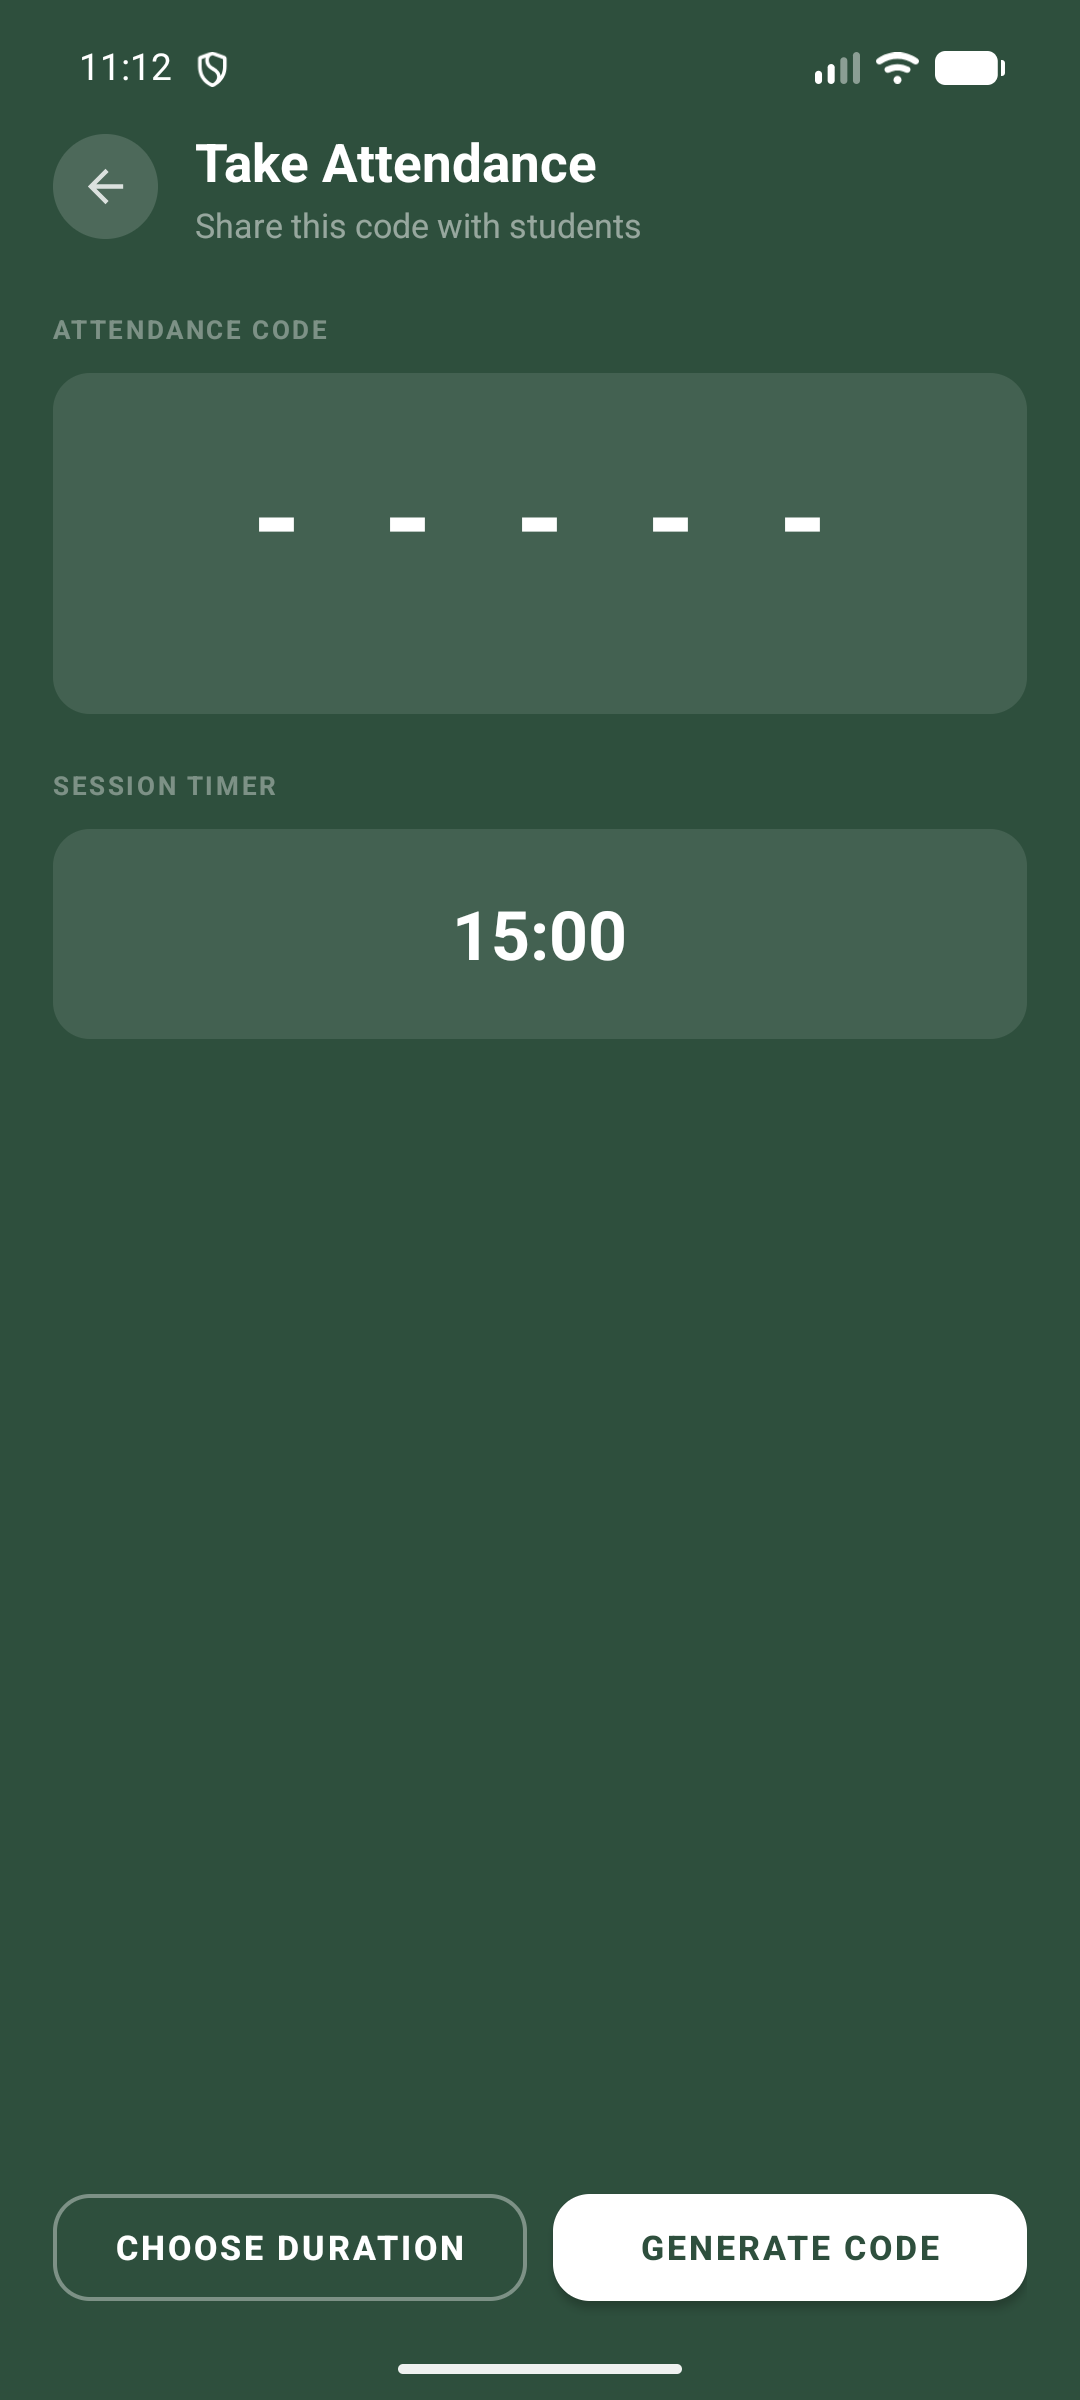 11:12
Take Attendance
Share this code with students
ATTENDANCE CODE
- - - - -
SESSION TIMER
15:00
CHOOSE DURATION
GENERATE CODE